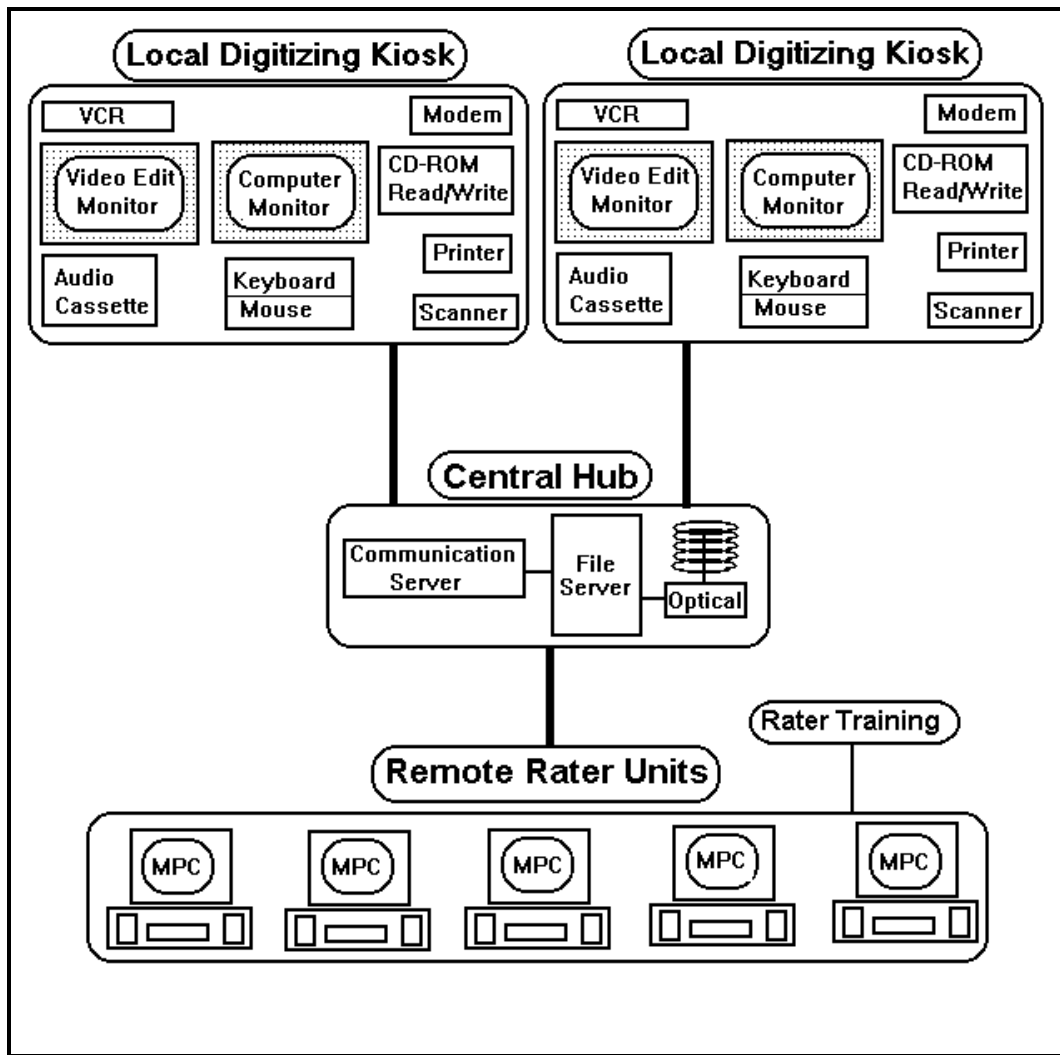 Local Digitizing Kiosk
VCR
Modem
Video Edit
Monitor
Computer
Monitor
CD-ROM
Read/Write
Printer
Audio
Cassette
Keyboard
Mouse
Scanner
Local Digitizing Kiosk
VCR
Modem
Video Edit
Monitor
Computer
Monitor
CD-ROM
Read/Write
Printer
Audio
Cassette
Keyboard
Mouse
Scanner
Central Hub
Communication
Server
File
Server
Optical
Rater Training
Remote Rater Units
MPC
MPC
MPC
MPC
MPC